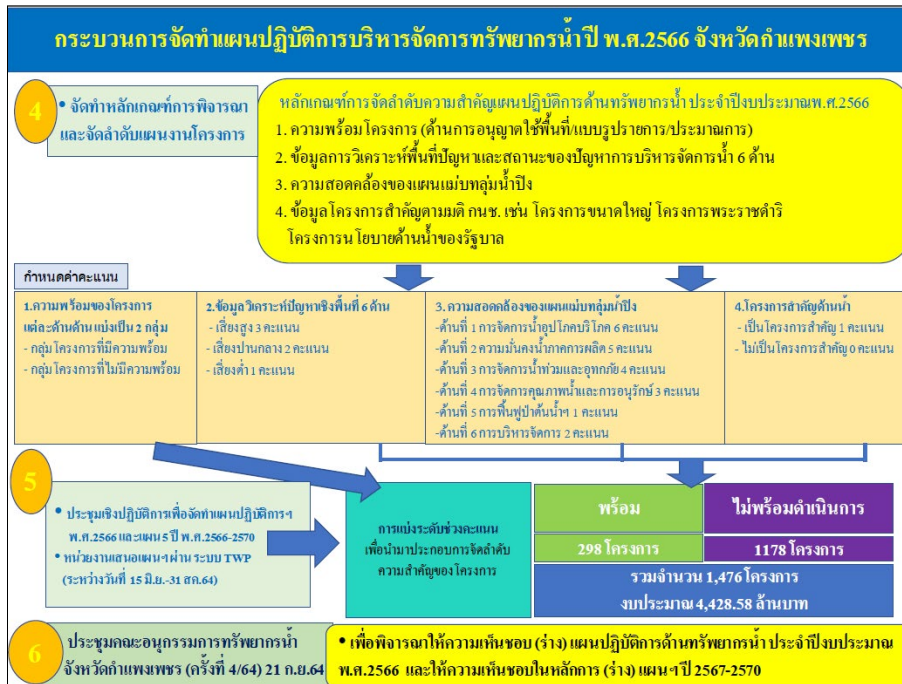 กระบวนการจัดทำแผนปฏิบัติการบริหารจัดการทรัพยากรน้ำ ปี พ.ศ.2566 จังหวัดกำแพงเพชร
4
• จัดทำหลักเกณฑ์การพิจารณา
และจัดลำดับแผนงานโครงการ
หลักเกณฑ์การจัดลำดับความสำคัญแผนปฏิบัติการด้านทรัพยากรน้ำ ประจำปีงบประมาณพ.ศ.2566
1. ความพร้อมโครงการ (ด้านการอนุญาตใช้พื้นที่/แบบรูปรายการ/ประมาณการ)
2. ข้อมูลการวิเคราะห์พื้นที่ปัญหาและสถานะของปัญหาการบริหารจัดการน้ำ 6 ด้าน
3. ความสอดคล้องของแผนแม่บทลุ่มน้ำปิง
4. ข้อมูลโครงการสำคัญตามมติ กนช. เช่น โครงการขนาดใหญ่ โครงการพระราชดำริ
โครงการนโยบายด้านน้ำของรัฐบาล
กำหนดค่าคะแนน
1.ความพร้อมของโครงการ
แต่ละด้านด้านแบ่งเป็น 2 กลุ่ม
- กลุ่มโครงการที่มีความพร้อม
- กลุ่มโครงการที่ไม่มีความพร้อม
2.ข้อมูลวิเคราะห์ปัญหาเชิงพื้นที่ 6 ด้าน
- เสี่ยงสูง 3 คะแนน
- เสี่ยงปานกลาง 2 คะแนน
- เสี่ยงต่ำ 1 คะแนน
3. ความสอดคล้องของแผนแม่บทลุ่มน้ำปิง
-ด้านที่ 1 การจัดการน้ำอุปโภคบริโภค 6 คะแนน
-ด้านที่ 2 ความมั่นคงน้ำภาคการผลิต 5 คะแนน
-ด้านที่ 3 การจัดการน้ำท่วมและอุทกภัย 4 คะแนน
-ด้านที่ 4 การจัดการคุณภาพน้ำและการอนุรักษ์ 3 คะแนน
-ด้านที่ 5 การฟื้นฟูป่าต้นน้ำฯ 1 คะแนน
-ด้านที่ 6 การบริหารจัดการ 2 คะแนน
4.โครงการสำคัญด้านน้ำ
- เป็นโครงการสำคัญ 1 คะแนน
- ไม่เป็นโครงการสำคัญ 0 คะแนน
5
• ประชุมเชิงปฏิบัติการเพื่อจัดทำแผนปฏิบัติการฯ
พ.ศ.2566 และแผน 5 ปี พ.ศ.2566-2570
• หน่วยงานเสนอแผนฯผ่าน ระบบ TWP
(ระหว่างวันที่ 15 มิ.ย.-31 สค.64)
การแบ่งระดับช่วงคะแนน
เพื่อนำมาประกอบการจัดลำดับ
ความสำคัญของโครงการ
พร้อม
ไม่พร้อมดำเนินการ
298 โครงการ
1178 โครงการ
รวมจำนวน 1,476 โครงการ
งบประมาณ 4,428.58 ล้านบาท
6
ประชุมคณะอนุกรรมการทรัพยากรน้ำ
จังหวัดกำแพงเพชร (ครั้งที่ 4/64) 21 ก.ย.64
• เพื่อพิจารณาให้ความเห็นชอบ (ร่าง) แผนปฏิบัติการด้านทรัพยากรน้ำ ประจำปีงบประมาณ
พ.ศ.2566 และให้ความเห็นชอบในหลักการ (ร่าง) แผนฯ ปี 2567-2570